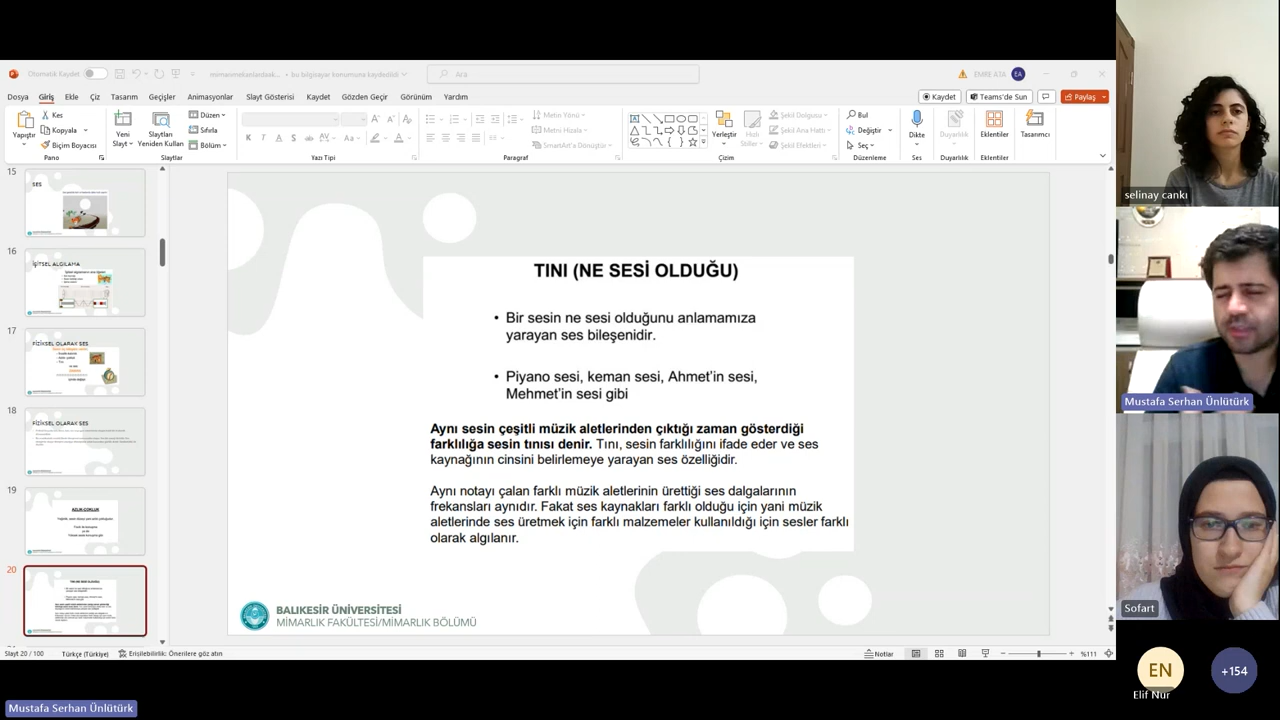 Otomatik Kaydet
bu bilgisayar konumuna kaydedildi
Ara
EMRE ATA
EA
Dosya Giriş Ekle Çiz Tasarım Geçişler Animasyonlar Slayt Gösterisi Kaydet Gözden Geçir Görünüm Yardım
Kaydet
Teams'de Sun
Paylaş
Yapıştır
Kes
Kopyala
Biçim Boyacısı
Pano
Yeni
Slayt
Slaytları
Yeniden Kullan
Düzen
Sıfırla
Bölüm
Slaytlar
K T A S ab
Yazı Tipi
Metin Yönü
Metni Hizala
SmartArt'a Dönüştür
Paragraf
Yerleştir
Hızlı
Stiller
Şekil Dolgusu
Şekil Ana Hattı
Şekil Efektleri
Çizim
Bul
Değiştir
Seç
Düzenleme
Dikte
Ses
Duyarlılık
Duyarlılık
Eklentiler
Eklentiler
Tasarımcı
15
SES
16
İŞİTSEL ALGILAMA
17
FİZİKSEL OLARAK SES
18
FİZİKSEL OLARAK SES
19
20
TINI (NE SESİ OLDUĞU)
• Bir sesin ne sesi olduğunu anlamamıza
yarayan ses bileşenidir.
• Piyano sesi, keman sesi, Ahmet'in sesi,
Mehmet'in sesi gibi
Aynı sesin çeşitli müzik aletlerinden çıktığı zaman gösterdiği
farklılığa sesin tınısı denir. Tını, sesin farklılığını ifade eder ve ses
kaynağının cinsini belirlemeye yarayan ses özelliğidir.
Aynı notayı çalan farklı müzik aletlerinin ürettiği ses dalgalarının
frekansları aynıdır. Fakat ses kaynakları farklı olduğu için yani müzik
aletlerinde ses üretmek için farklı malzemeler kullanıldığı için sesler farklı
olarak algılanır.
BALIKESİR ÜNİVERSİTESİ
MİMARLIK FAKÜLTESİ/MİMARLIK BÖLÜMÜ
Slayt 20 / 100
Türkçe (Türkiye)
Erişilebilirlik: Önerilere göz atın
Notlar
%111
selinay cankı
Mustafa Serhan Ünlütürk
Sofart
EN
Elif Nur
+154
Mustafa Serhan Ünlütürk